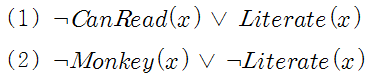 (1) ¬CanRead(x) ∨ Literate(x)
(2) ¬Monkey(x) ∨ ¬Literate(x)